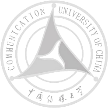 COMMUNICATION UNIVERSITY OF CHINA
中国传媒大学